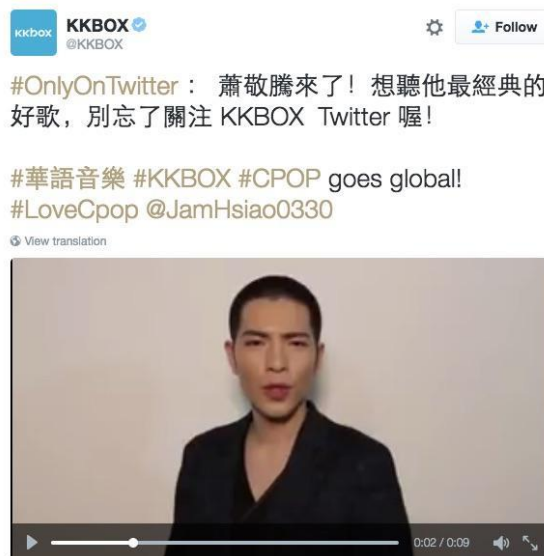 kkbox
KKBOX
@KKBOX
Follow
#OnlyOnTwitter： 蕭敬騰來了！想聽他最經典的
好歌，別忘了關注 KKBOX Twitter 喔！
#華語音樂 #KKBOX #CPOP goes global!
#LoveCpop @JamHsiao0330
View translation
0:02 / 0:09